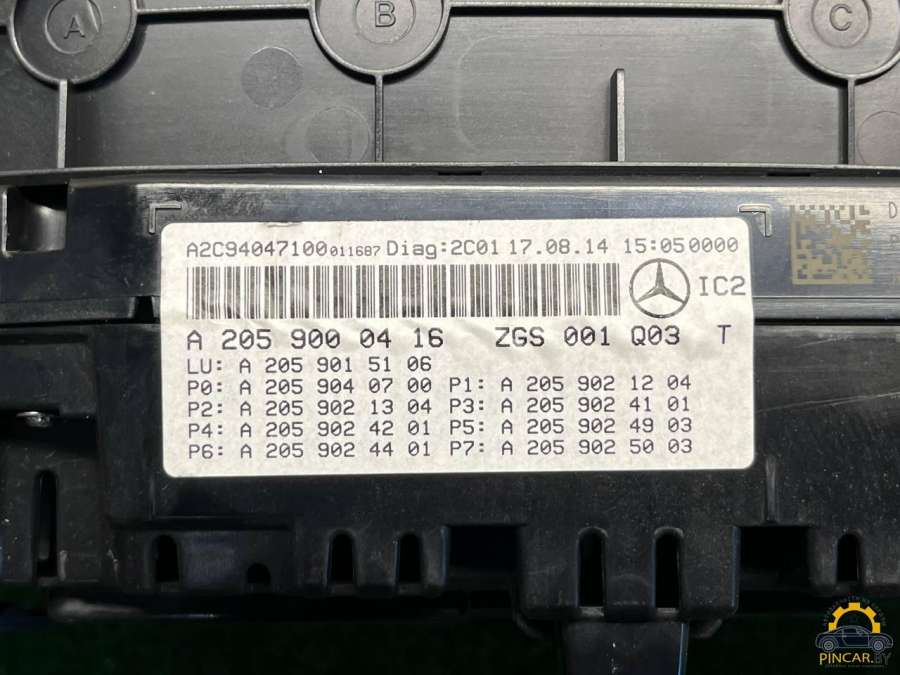 A B C
A2C94047100 011687 Diag:2C01 17.08.14 15:050000
IC2
A 205 900 04 16 ZGS 001 Q03 T
LU: A 205 901 51 06
P0: A 205 904 07 00 P1: A 205 902 12 04
P2: A 205 902 13 04 P3: A 205 902 41 01
P4: A 205 902 42 01 P5: A 205 902 49 03
P6: A 205 902 44 01 P7: A 205 902 50 03
D
PINCAR.BY